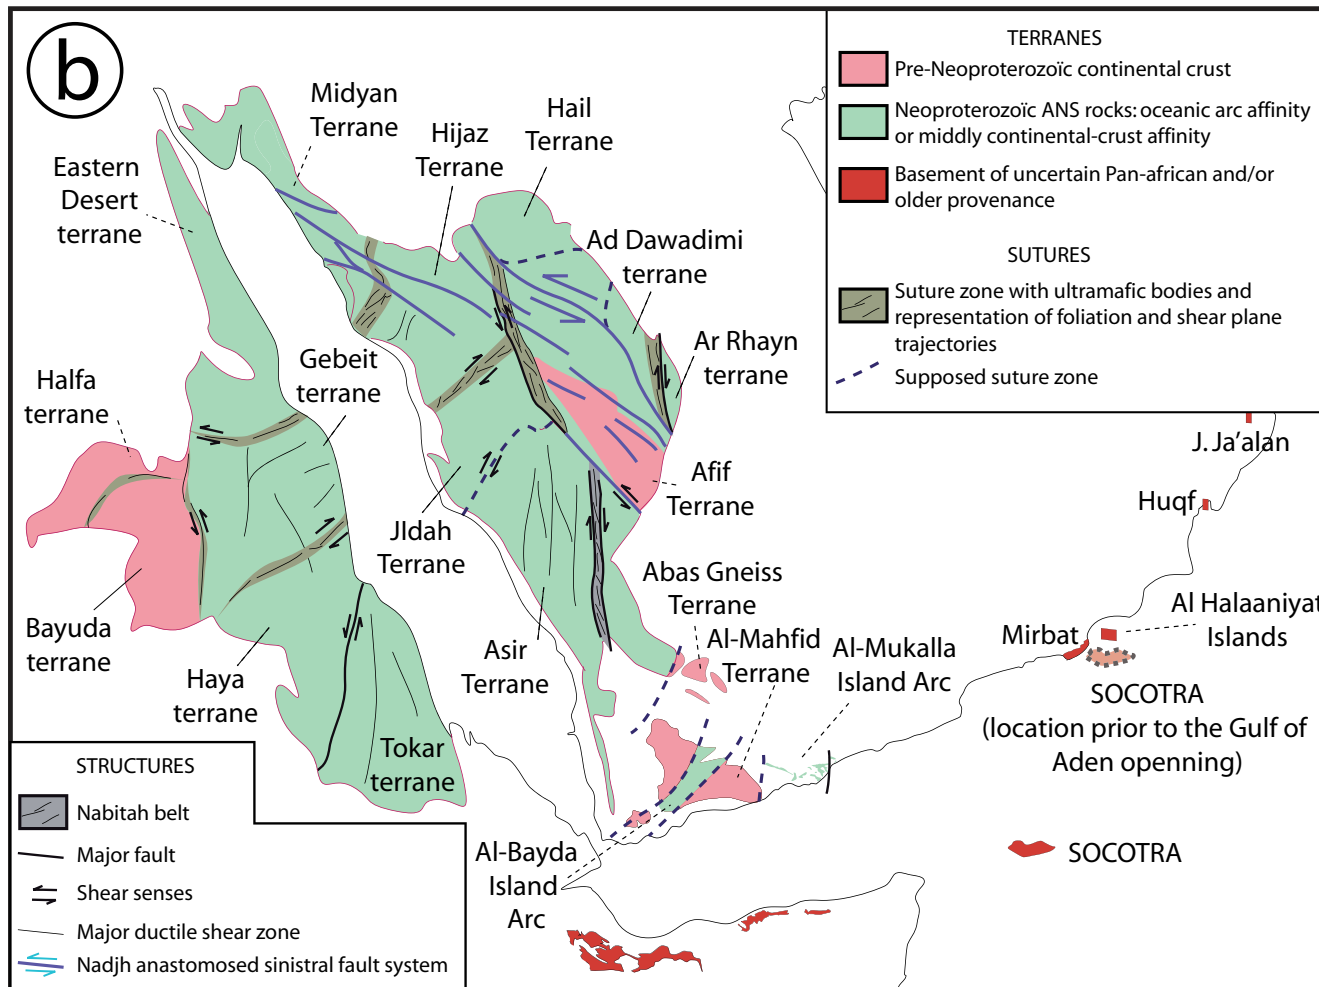 b
Midyan
Terrane
Hijaz
Terrane
Hail
Terrane
Eastern
Desert
terrane
Ad Dawadimi
terrane
Ar Rhayn
terrane
Gebeit
terrane
Halfa
terrane
Afif
Terrane
JIdah
Terrane
Abas Gneiss
Terrane
Bayuda
terrane
Haya
terrane
Asir
Terrane
Al-Mahfid
Terrane
Al-Mukalla
Island Arc
Tokar
terrane
Al-Bayda
Island
Arc
J. Ja'alan
Huqf
Mirbat
Al Halaaniyat
Islands
SOCOTRA
(location prior to the Gulf of
Aden openning)
SOCOTRA
TERRANES
Pre-Neoproterozoïc continental crust
Neoproterozoïc ANS rocks: oceanic arc affinity
or middly continental-crust affinity
Basement of uncertain Pan-african and/or
older provenance
SUTURES
Suture zone with ultramafic bodies and
representation of foliation and shear plane
trajectories
Supposed suture zone
STRUCTURES
Nabitah belt
Major fault
Shear senses
Major ductile shear zone
Nadjh anastomosed sinistral fault system